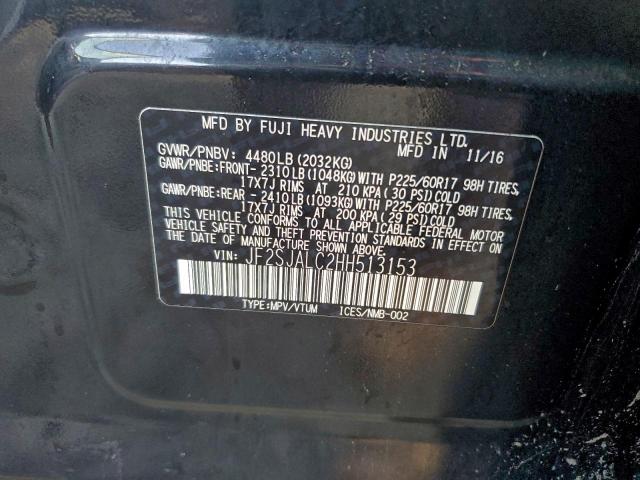 MFD BY FUJI HEAVY INDUSTRIES LTD.
GVWR/PNBV: 4480LB(2032KG) MFD IN 11/16
GAWR/PNBE:FRONT- 2310LB(1048KG)WITH P225/60R17 98H TIRES,
17X7J RIMS AT 210 KPA(30 PSI)COLD
GAWR/PNBE:REAR - 2410LB(1093KG)WITH P225/60R17 98H TIRES,
17X7J RIMS AT 200 KPA(29 PSI)COLD
THIS VEHICLE CONFORMS TO ALL APPLICABLE FEDERAL MOTOR
VEHICLE SAFETY AND THEFT PREVENTION STANDARDS IN EFFECT
ON THE DATE OF MANUFACTURE SHOWN ABOVE.
VIN: JF2SJALC2HH513153
TYPE:MPV/VTUM ICES/NMB-002